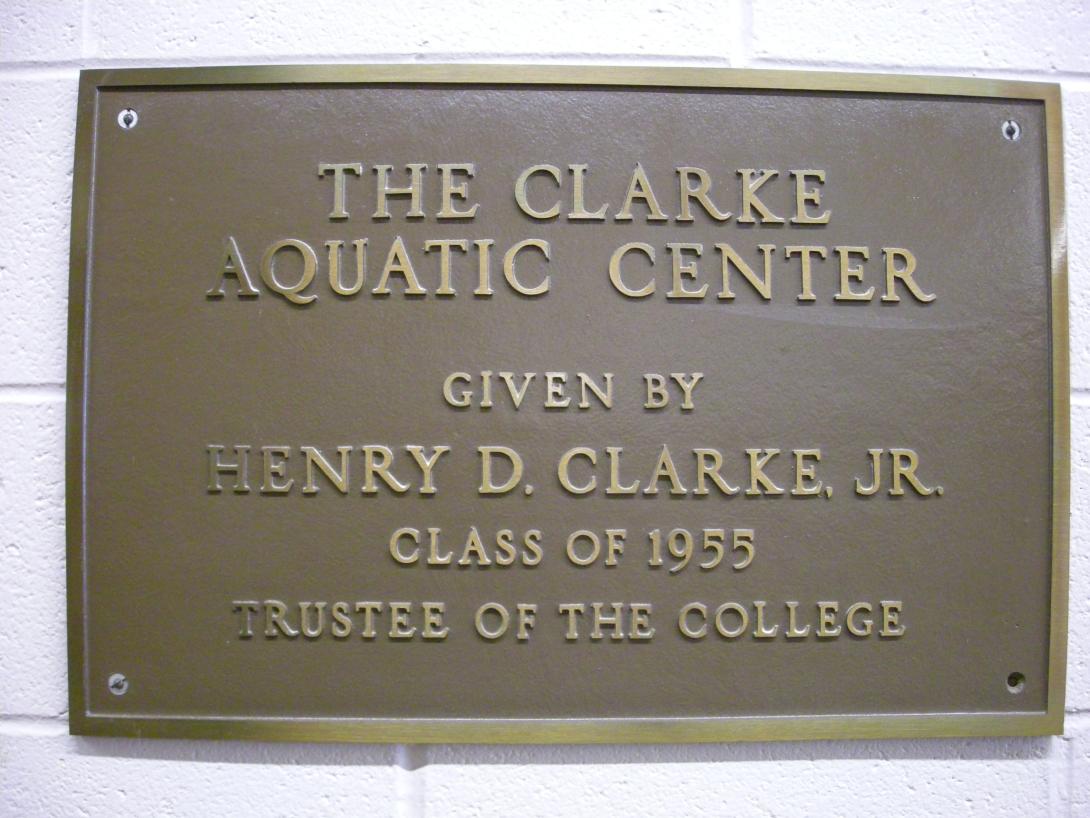 THE CLARKE
AQUATIC CENTER
GIVEN BY
HENRY D. CLARKE, JR.
CLASS OF 1955
TRUSTEE OF THE COLLEGE